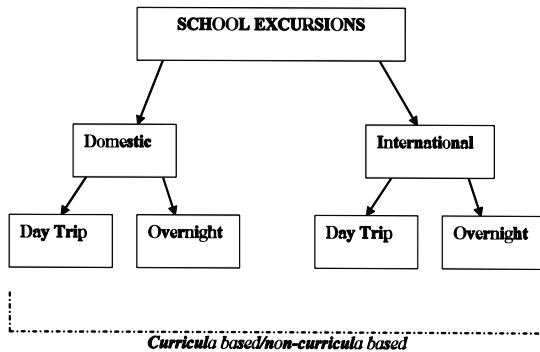 SCHOOL EXCURSIONS
Domestic
International
Day Trip
Overnight
Day Trip
Overnight
Curricula based/non-curricula based